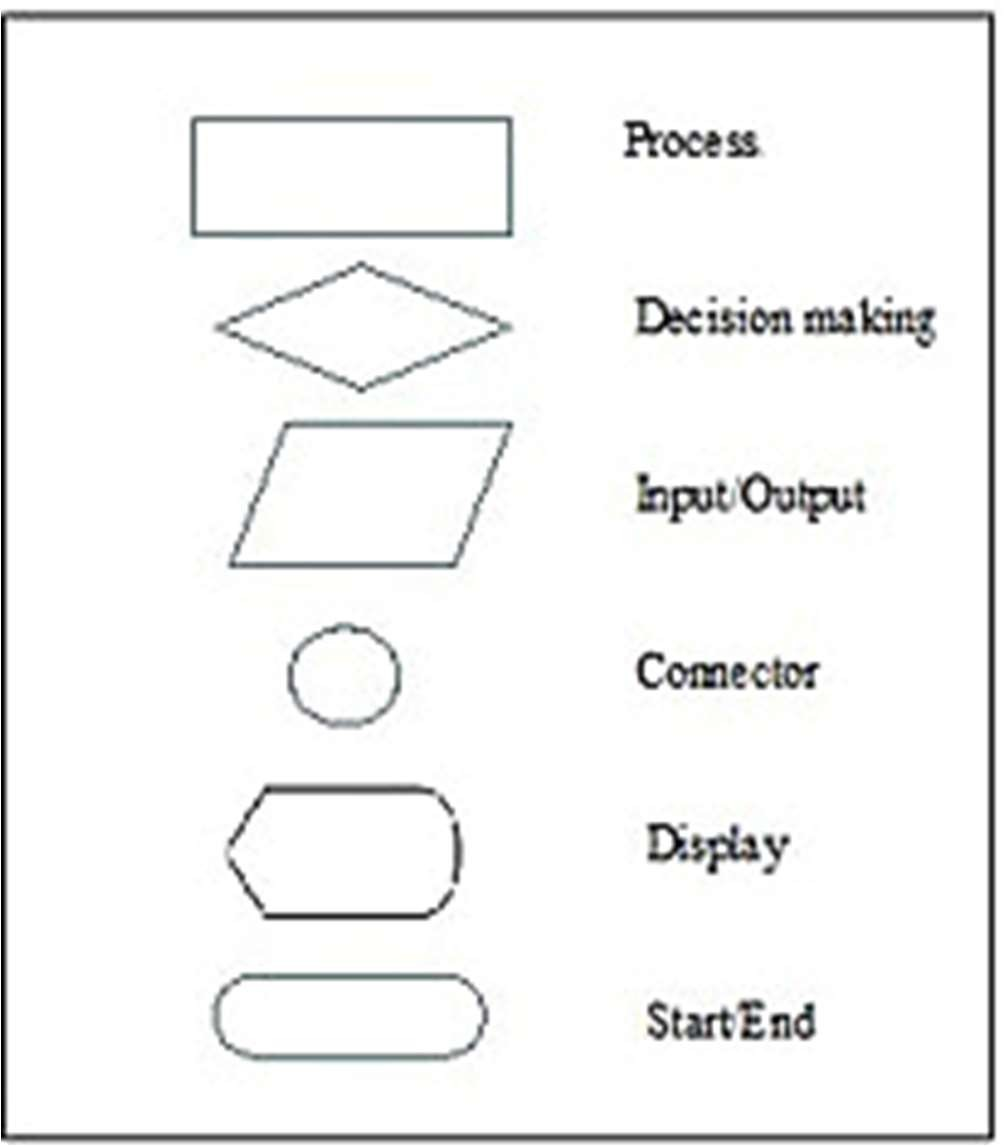 Process
Decision making
Input/Output
Connector
Display
Start/End